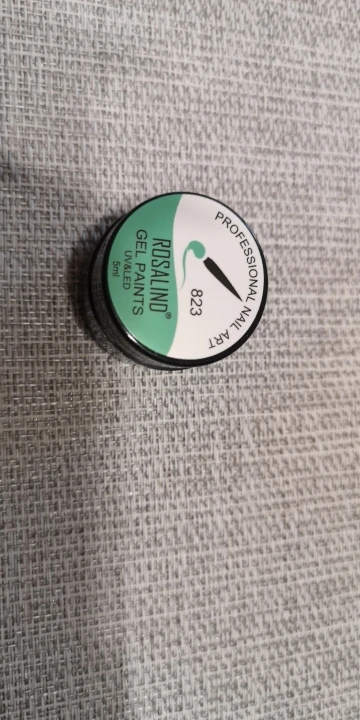 PROFESSIONAL NAIL ART
823
ROSALIND®
GEL PAINTS
UV&LED
5ml